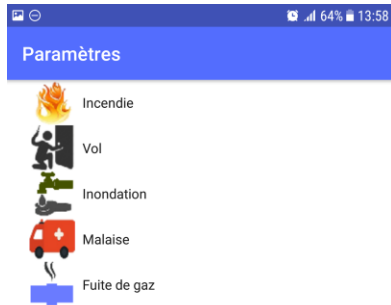 64% 13:58
Paramètres
Incendie
Vol
Inondation
Malaise
Fuite de gaz